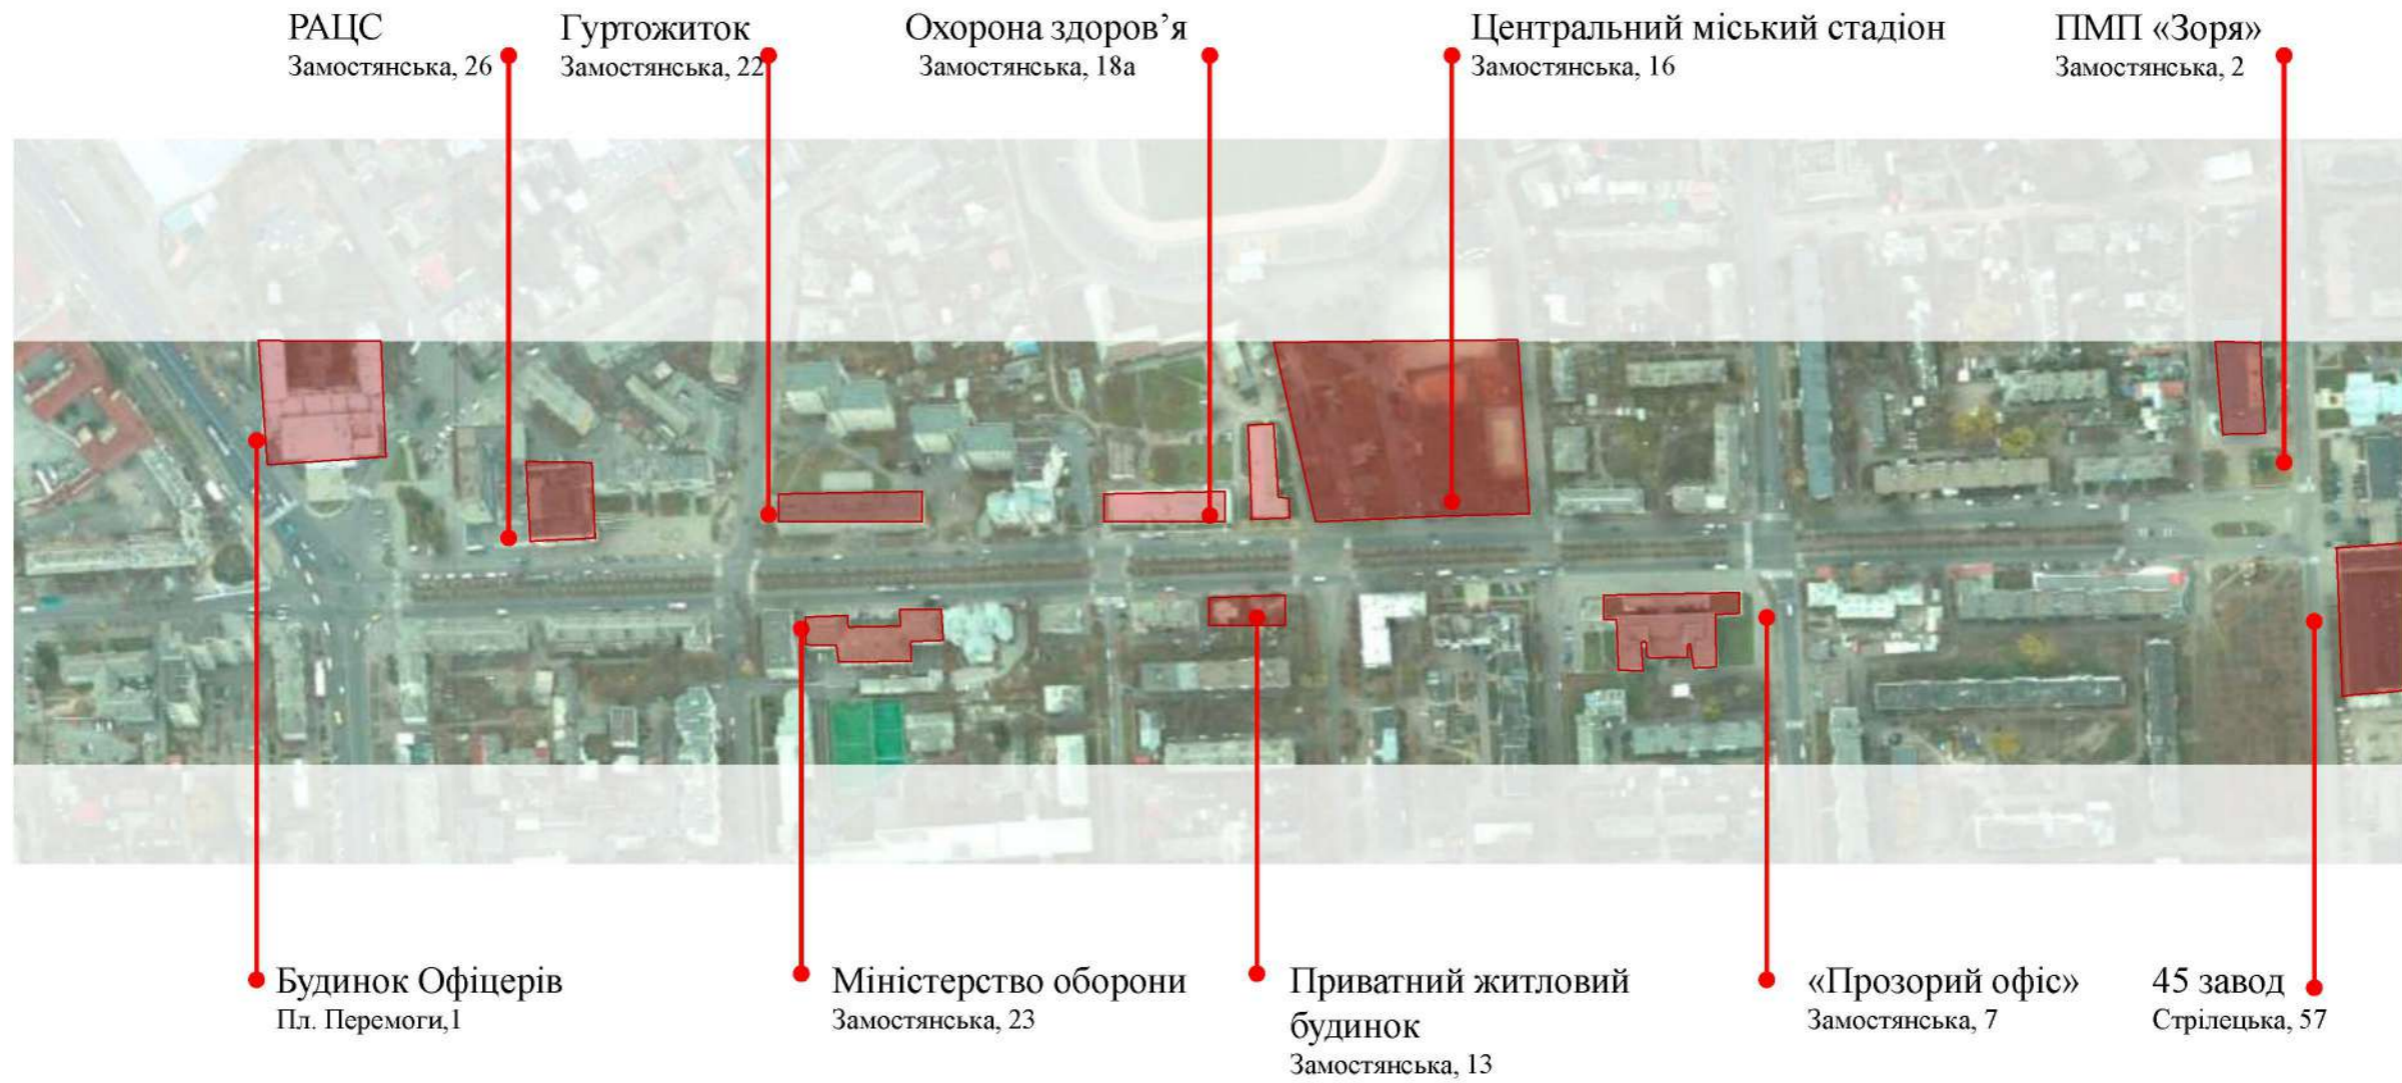 РАЦС
Замостянська, 26
Гуртожиток
Замостянська, 22
Охорона здоров’я
Замостянська, 18а
Центральний міський стадіон
Замостянська, 16
ПМП «Зоря»
Замостянська, 2
Будинок Офіцерів
Пл. Перемоги,1
Міністерство оборони
Замостянська, 23
Приватний житловий
будинок
Замостянська, 13
«Прозорий офіс»
Замостянська, 7
45 завод
Стрілецька, 57